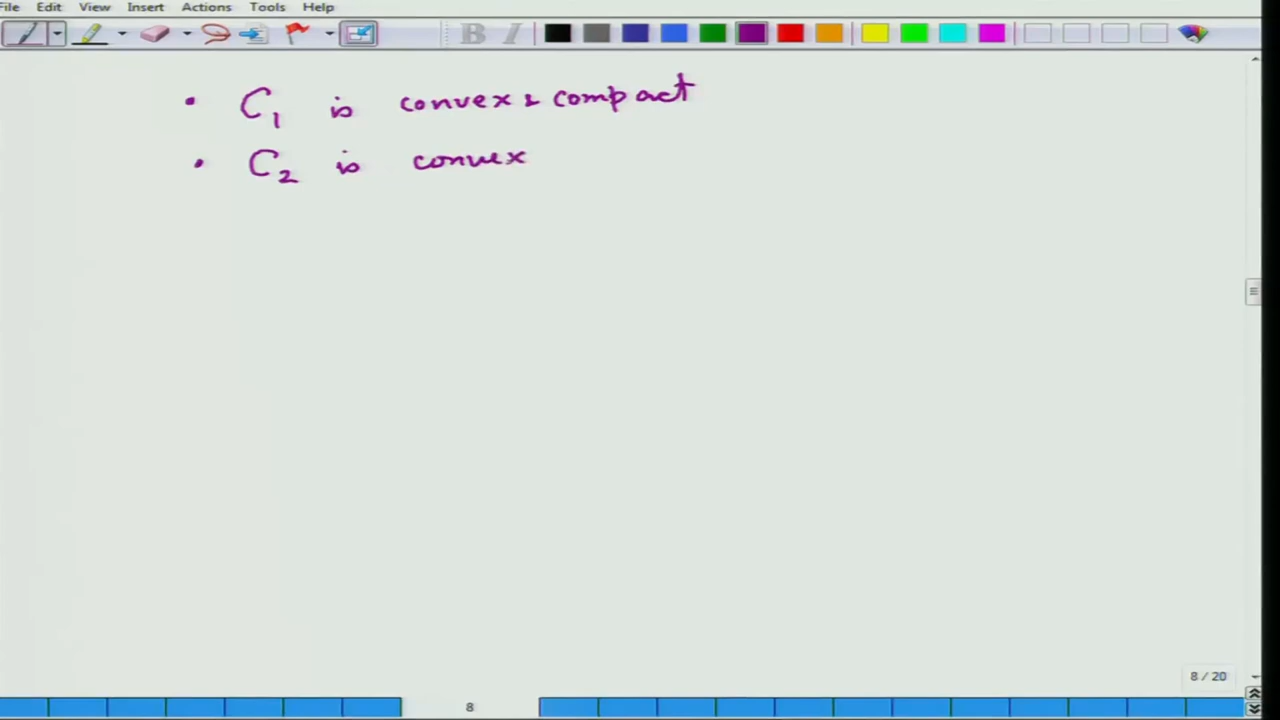 File Edit View Insert Actions Tools Help
B I
• C₁ is convex & compact
• C₂ is convex
8 / 20
8